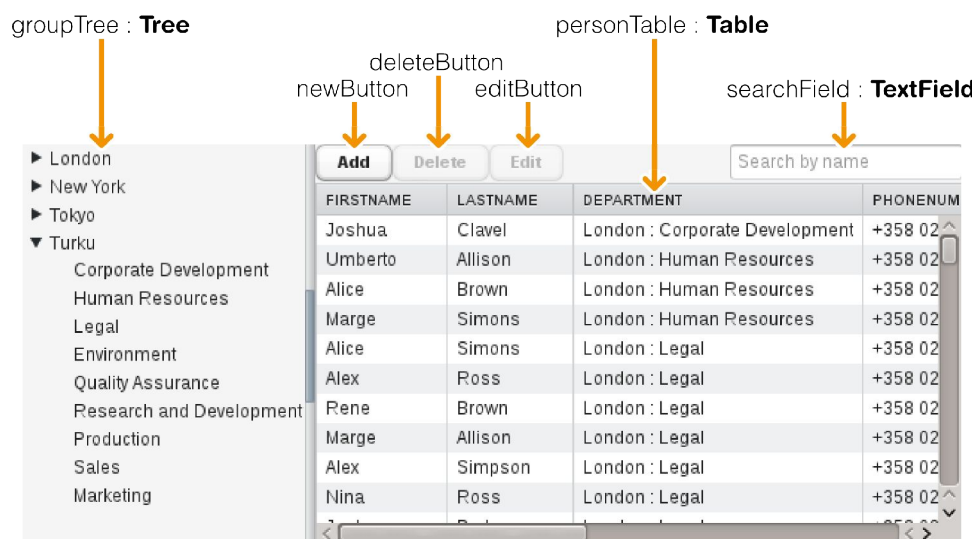 groupTree : Tree
personTable : Table
deleteButton
newButton
editButton
searchField : TextField
London
New York
Tokyo
Turku
Corporate Development
Human Resources
Legal
Environment
Quality Assurance
Research and Development
Production
Sales
Marketing
Add Delete Edit Search by name
FIRSTNAME LASTNAME DEPARTMENT PHONENUM
Joshua Clavel London : Corporate Development +358 02
Umberto Allison London : Human Resources +358 02
Alice Brown London : Human Resources +358 02
Marge Simons London : Human Resources +358 02
Alice Simons London : Legal +358 02
Alex Ross London : Legal +358 02
Rene Brown London : Legal +358 02
Marge Allison London : Legal +358 02
Alex Simpson London : Legal +358 02
Nina Ross London : Legal +358 02